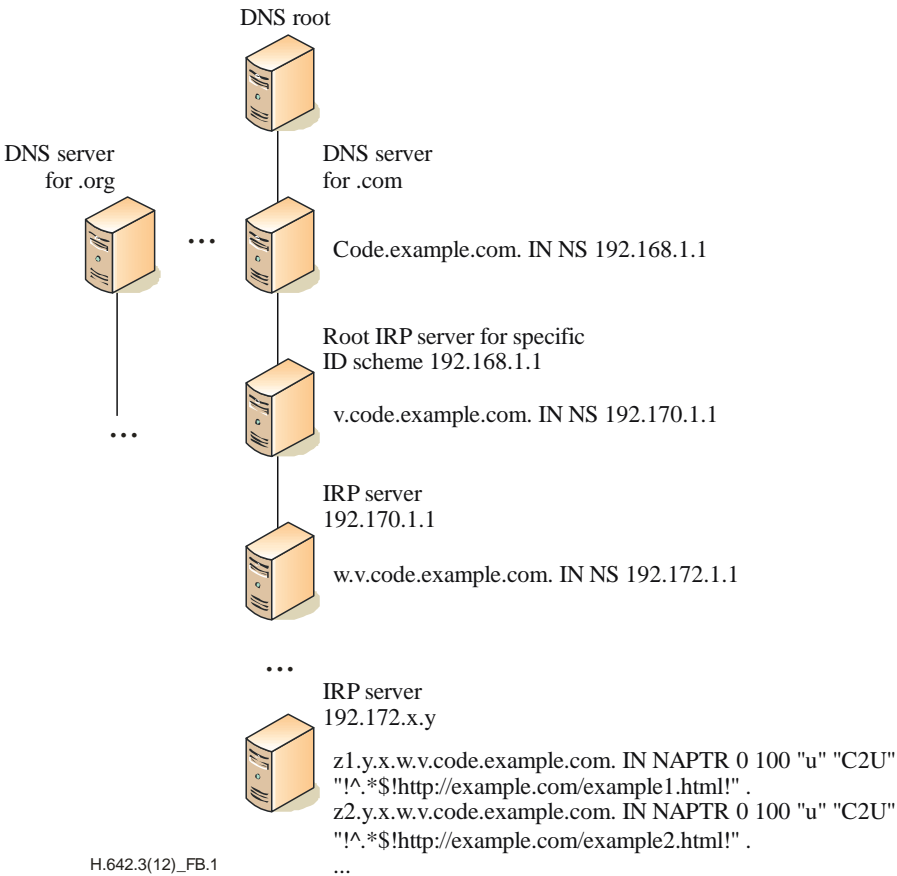 DNS root
DNS server
for .org
DNS server
for .com
...
Code.example.com. IN NS 192.168.1.1
Root IRP server for specific
ID scheme 192.168.1.1
v.code.example.com. IN NS 192.170.1.1
...
IRP server
192.170.1.1
w.v.code.example.com. IN NS 192.172.1.1
...
IRP server
192.172.x.y
z1.y.x.w.v.code.example.com. IN NAPTR 0 100 "u" "C2U"
"!^.*$!http://example.com/example1.html!" .
z2.y.x.w.v.code.example.com. IN NAPTR 0 100 "u" "C2U"
"!^.*$!http://example.com/example2.html!" .
...
H.642.3(12)_FB.1